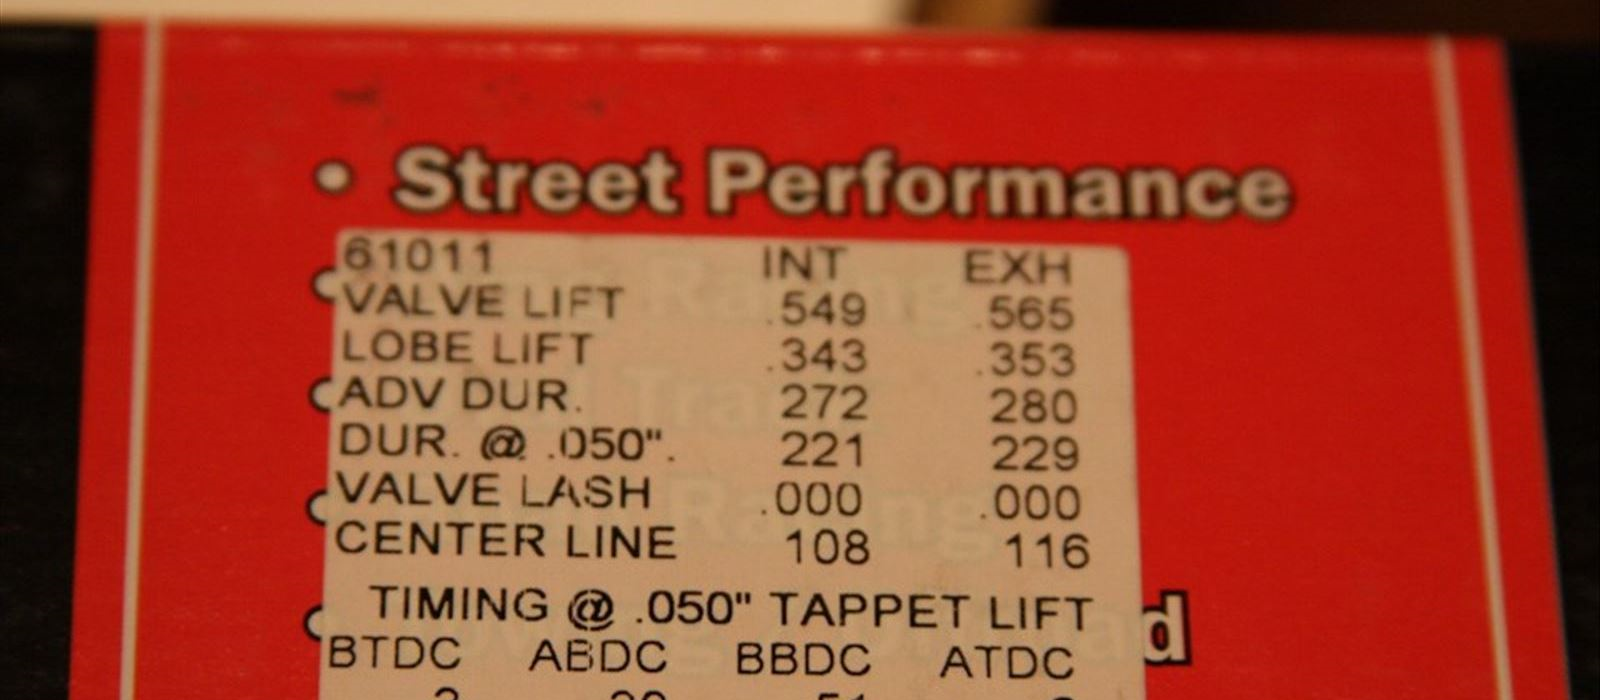 • Street Performance
61011 INT EXH
VALVE LIFT .549 .565
LOBE LIFT .343 .353
ADV DUR. 272 280
DUR. @ .050". 221 229
VALVE LASH .000 .000
CENTER LINE 108 116
TIMING @ .050" TAPPET LIFT
BTDC ABDC BBDC ATDC